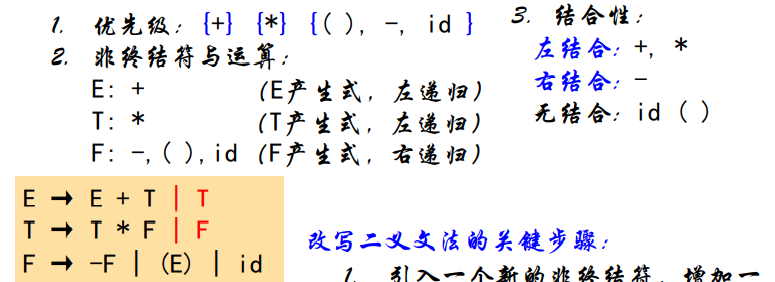 1. 优先级：{+} {*} {( ), -, id }
2. 非终结符与运算：
E: + (E产生式，左递归)
T: * (T产生式，左递归)
F: -,( ),id (F产生式，右递归)
3. 结合性：
左结合：+, *
右结合：-
无结合：id ( )
E → E + T | T
T → T * F | F
F → -F | (E) | id
改写二义文法的关键步骤：
1. 引入一个新的非终结符，增加一